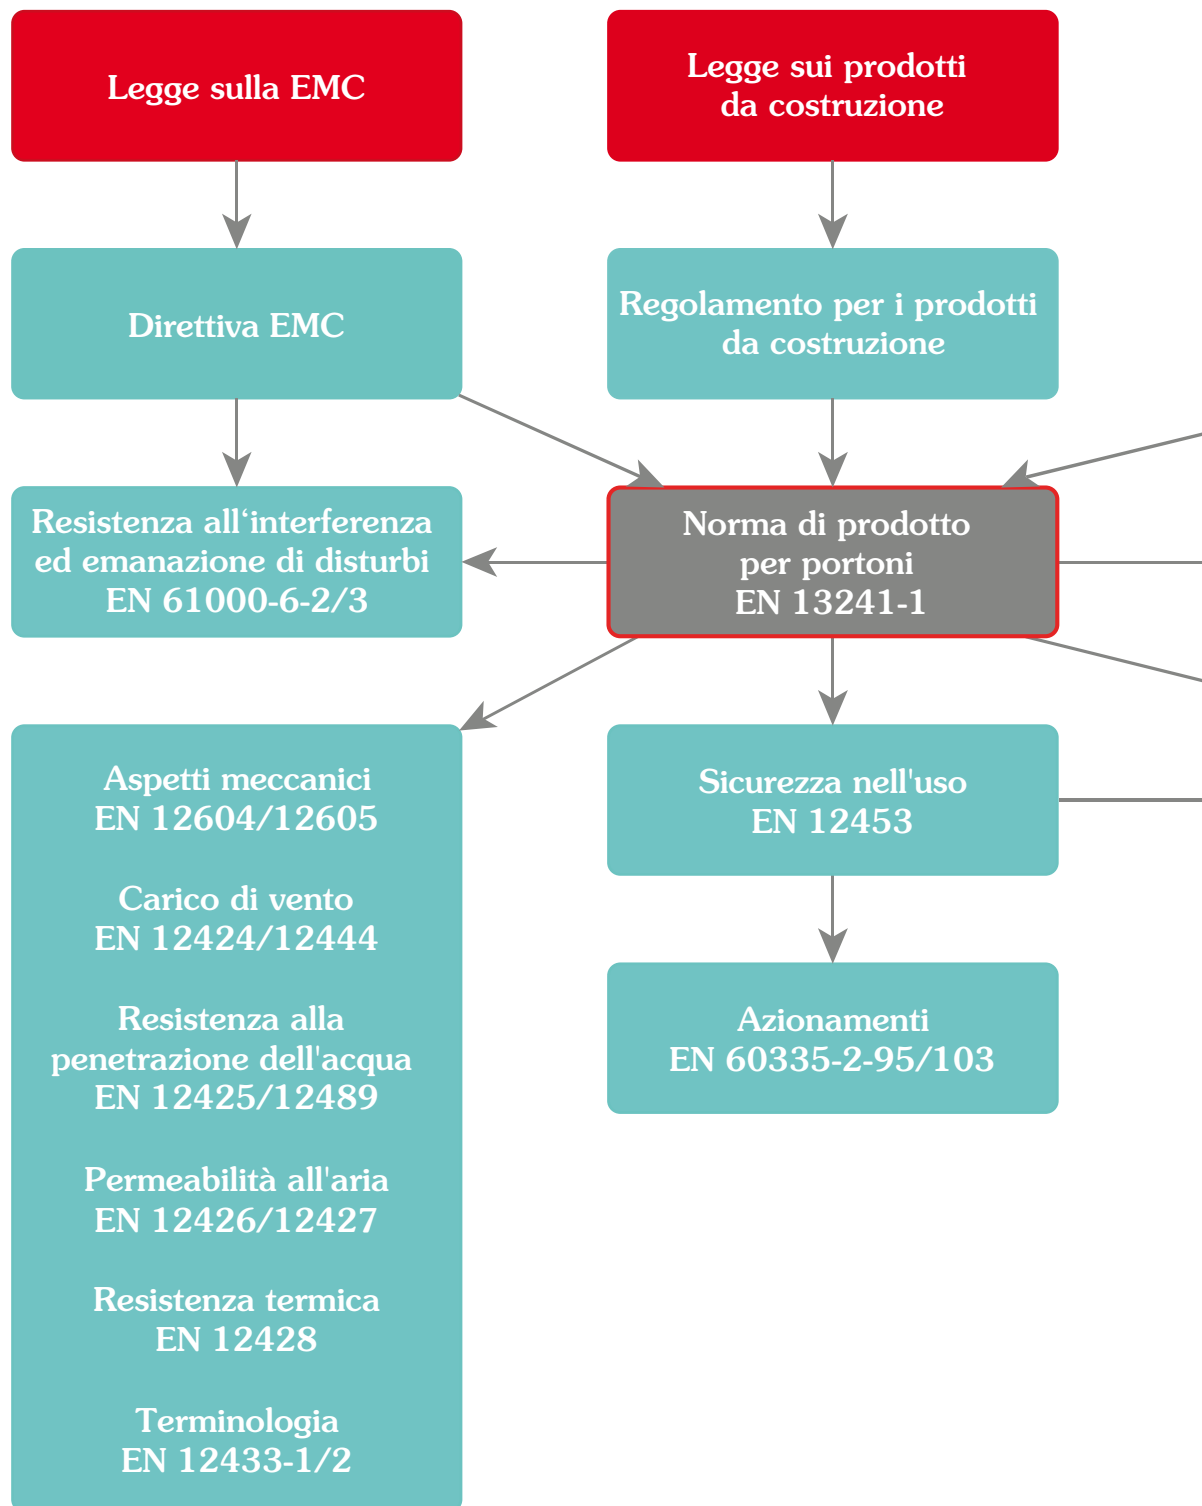 Legge sulla EMC
Legge sui prodotti
da costruzione
Direttiva EMC
Regolamento per i prodotti
da costruzione
Resistenza all‘interferenza
ed emanazione di disturbi
EN 61000-6-2/3
Norma di prodotto
per portoni
EN 13241-1
Aspetti meccanici
EN 12604/12605
Carico di vento
EN 12424/12444
Resistenza alla
penetrazione dell'acqua
EN 12425/12489
Permeabilità all'aria
EN 12426/12427
Resistenza termica
EN 12428
Terminologia
EN 12433-1/2
Sicurezza nell'uso
EN 12453
Azionamenti
EN 60335-2-95/103